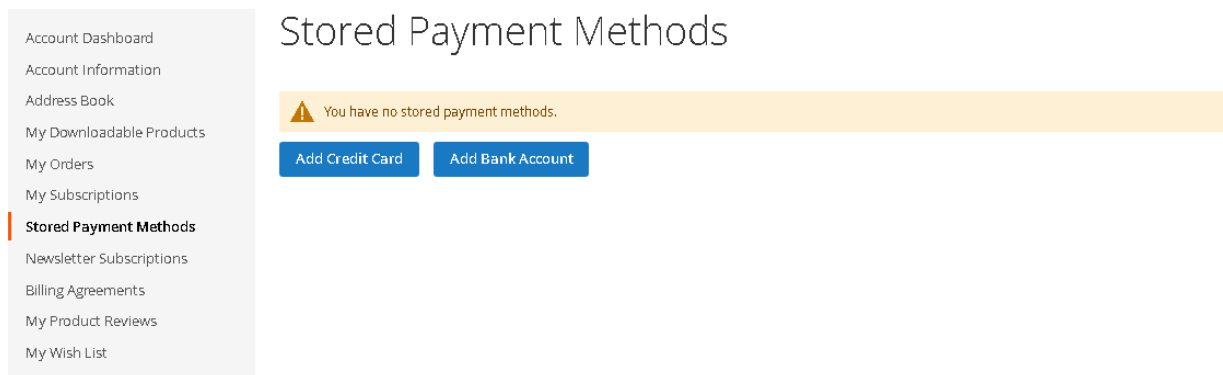 Account Dashboard
Account Information
Address Book
My Downloadable Products
My Orders
My Subscriptions
Stored Payment Methods
Newsletter Subscriptions
Billing Agreements
My Product Reviews
My Wish List
Stored Payment Methods
You have no stored payment methods.
Add Credit Card Add Bank Account